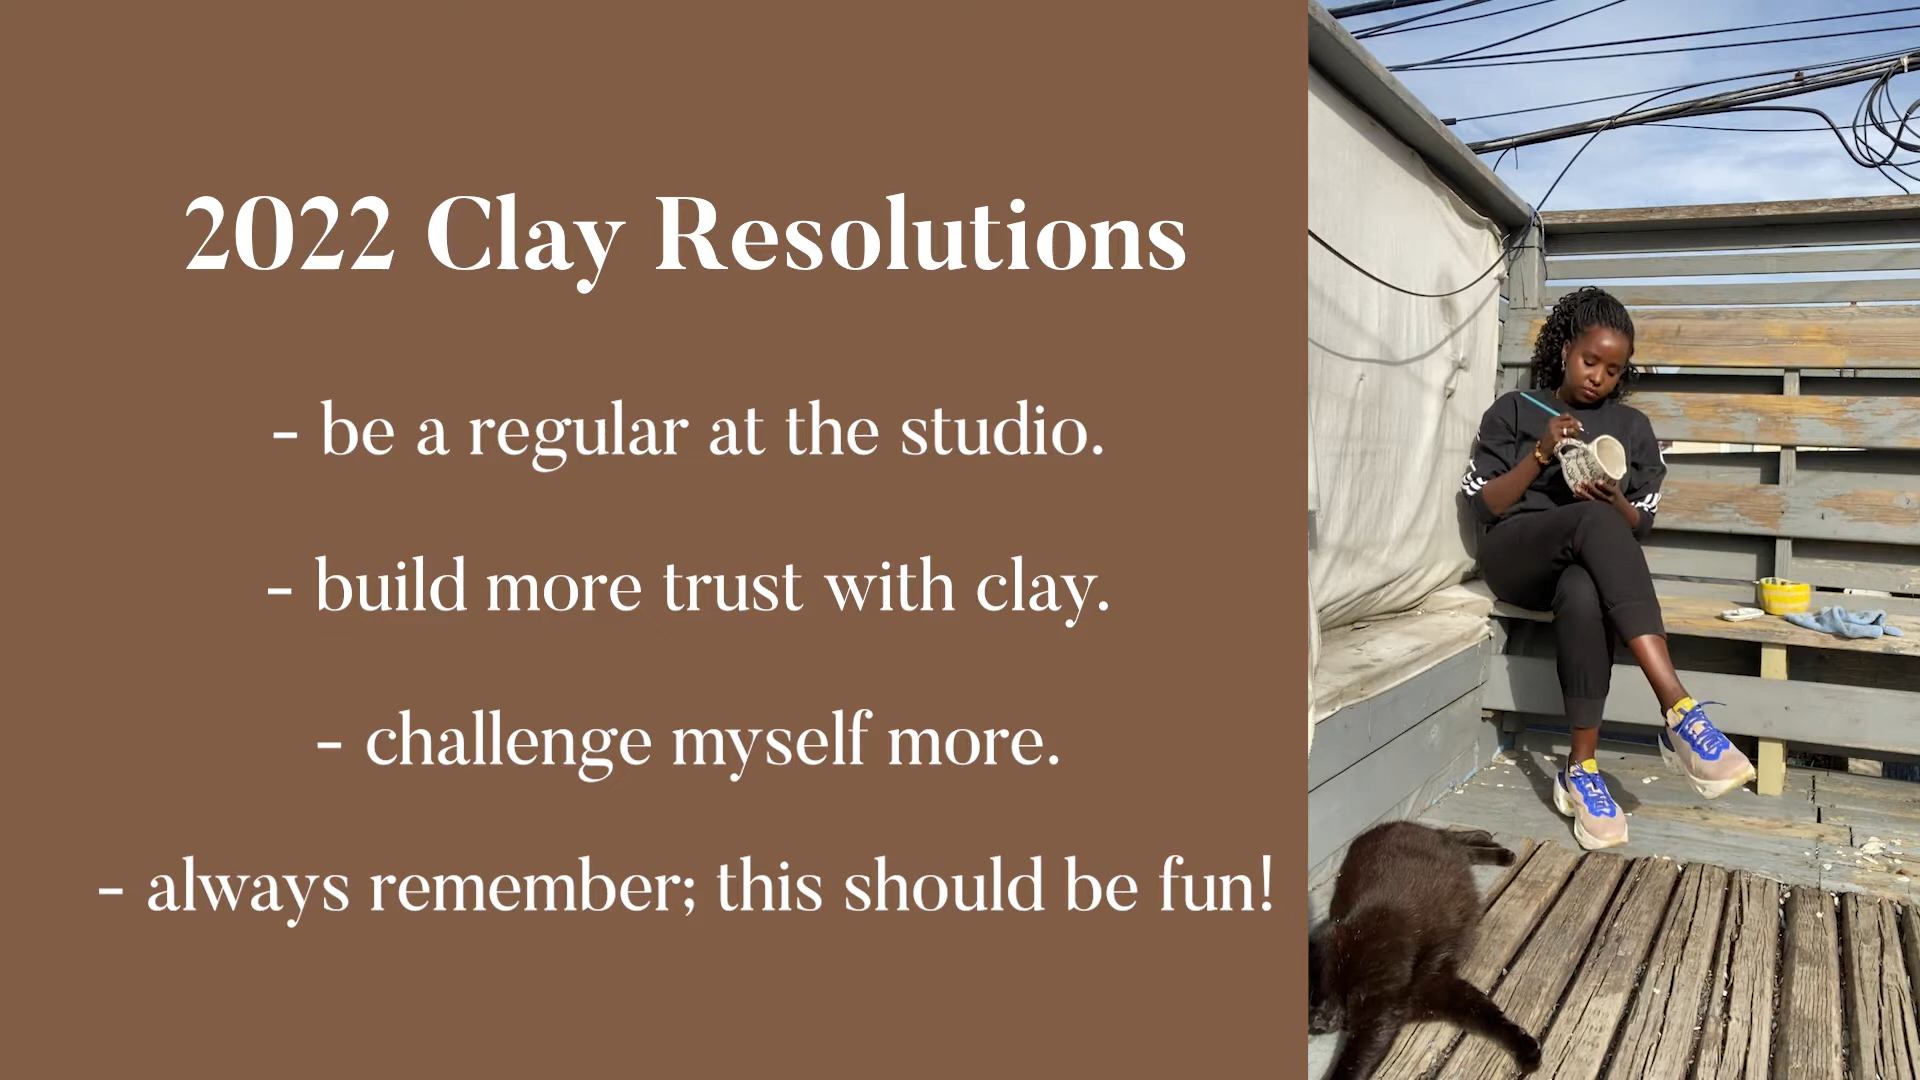 2022 Clay Resolutions
- be a regular at the studio.
- build more trust with clay.
- challenge myself more.
- always remember; this should be fun!